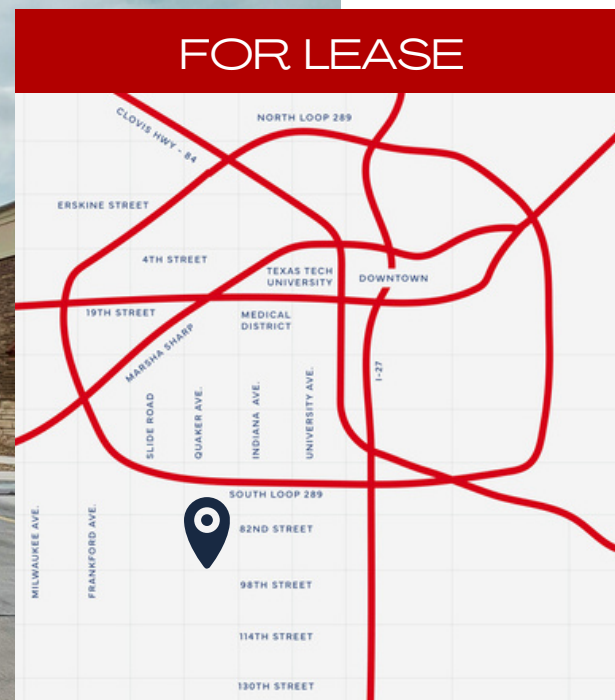 FOR LEASE
CLOVIS HWY - 84
NORTH LOOP 289
ERSKINE STREET
4TH STREET
TEXAS TECH
UNIVERSITY
DOWNTOWN
19TH STREET
MEDICAL
DISTRICT
MARSHA SHARP
I-27
SLIDE ROAD
QUAKER AVE.
INDIANA AVE.
UNIVERSITY AVE.
SOUTH LOOP 289
MILWAUKEE AVE.
FRANKFORD AVE.
82ND STREET
98TH STREET
114TH STREET
130TH STREET